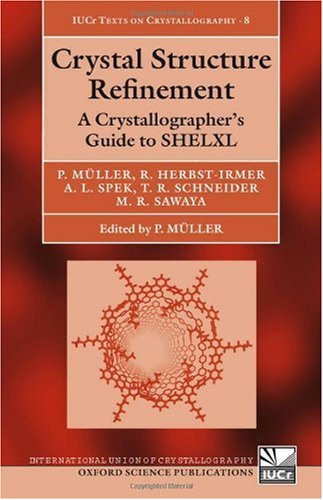 IUCr TEXTS ON CRYSTALLOGRAPHY • 8
Crystal Structure
Refinement
A Crystallographer's
Guide to SHELXL
P. MÜLLER, R. HERBST-IRMER
A. L. SPEK, T. R. SCHNEIDER
M. R. SAWAYA
Edited by P. MÜLLER
INTERNATIONAL UNION OF CRYSTALLOGRAPHY
OXFORD SCIENCE PUBLICATIONS
IUCr